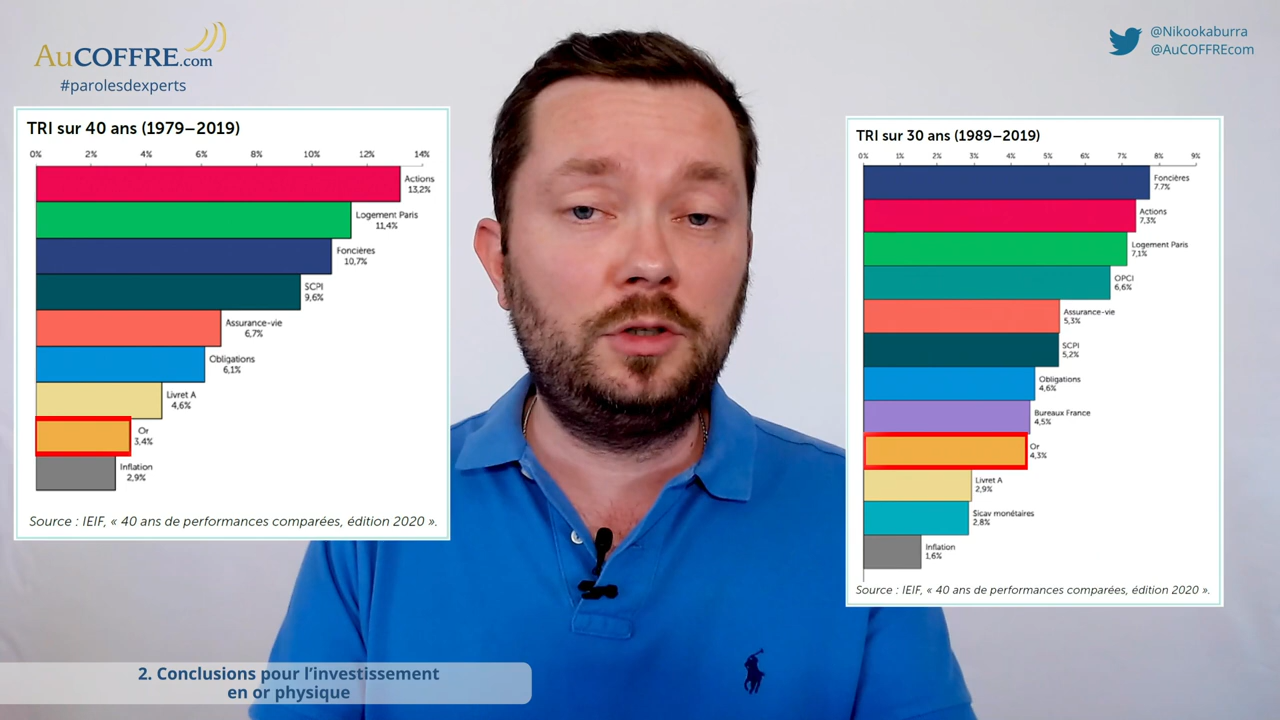 AuCOFFRE.com
#parolesdexperts
@Nikookaburra
@AuCOFFREcom
TRI sur 40 ans (1979–2019)
0% 2% 4% 6% 8% 10% 12% 14%
Actions
13,2%
Logement Paris
11,4%
Foncières
10,7%
SCPI
9,6%
Assurance-vie
6,7%
Obligations
6,1%
Livret A
4,6%
Or
3,4%
Inflation
2,9%
Source : IEIF, « 40 ans de performances comparées, édition 2020 ».
TRI sur 30 ans (1989–2019)
0% 1% 2% 3% 4% 5% 6% 7% 8% 9%
Foncières
7.7%
Actions
7,3%
Logement Paris
7,1%
OPCI
6,6%
Assurance-vie
5,3%
SCPI
5,2%
Obligations
4,6%
Bureaux France
4,5%
Or
4,3%
Livret A
2,9%
Sicav monétaires
2,8%
Inflation
1,6%
Source : IEIF, « 40 ans de performances comparées, édition 2020 ».
2. Conclusions pour l’investissement
en or physique